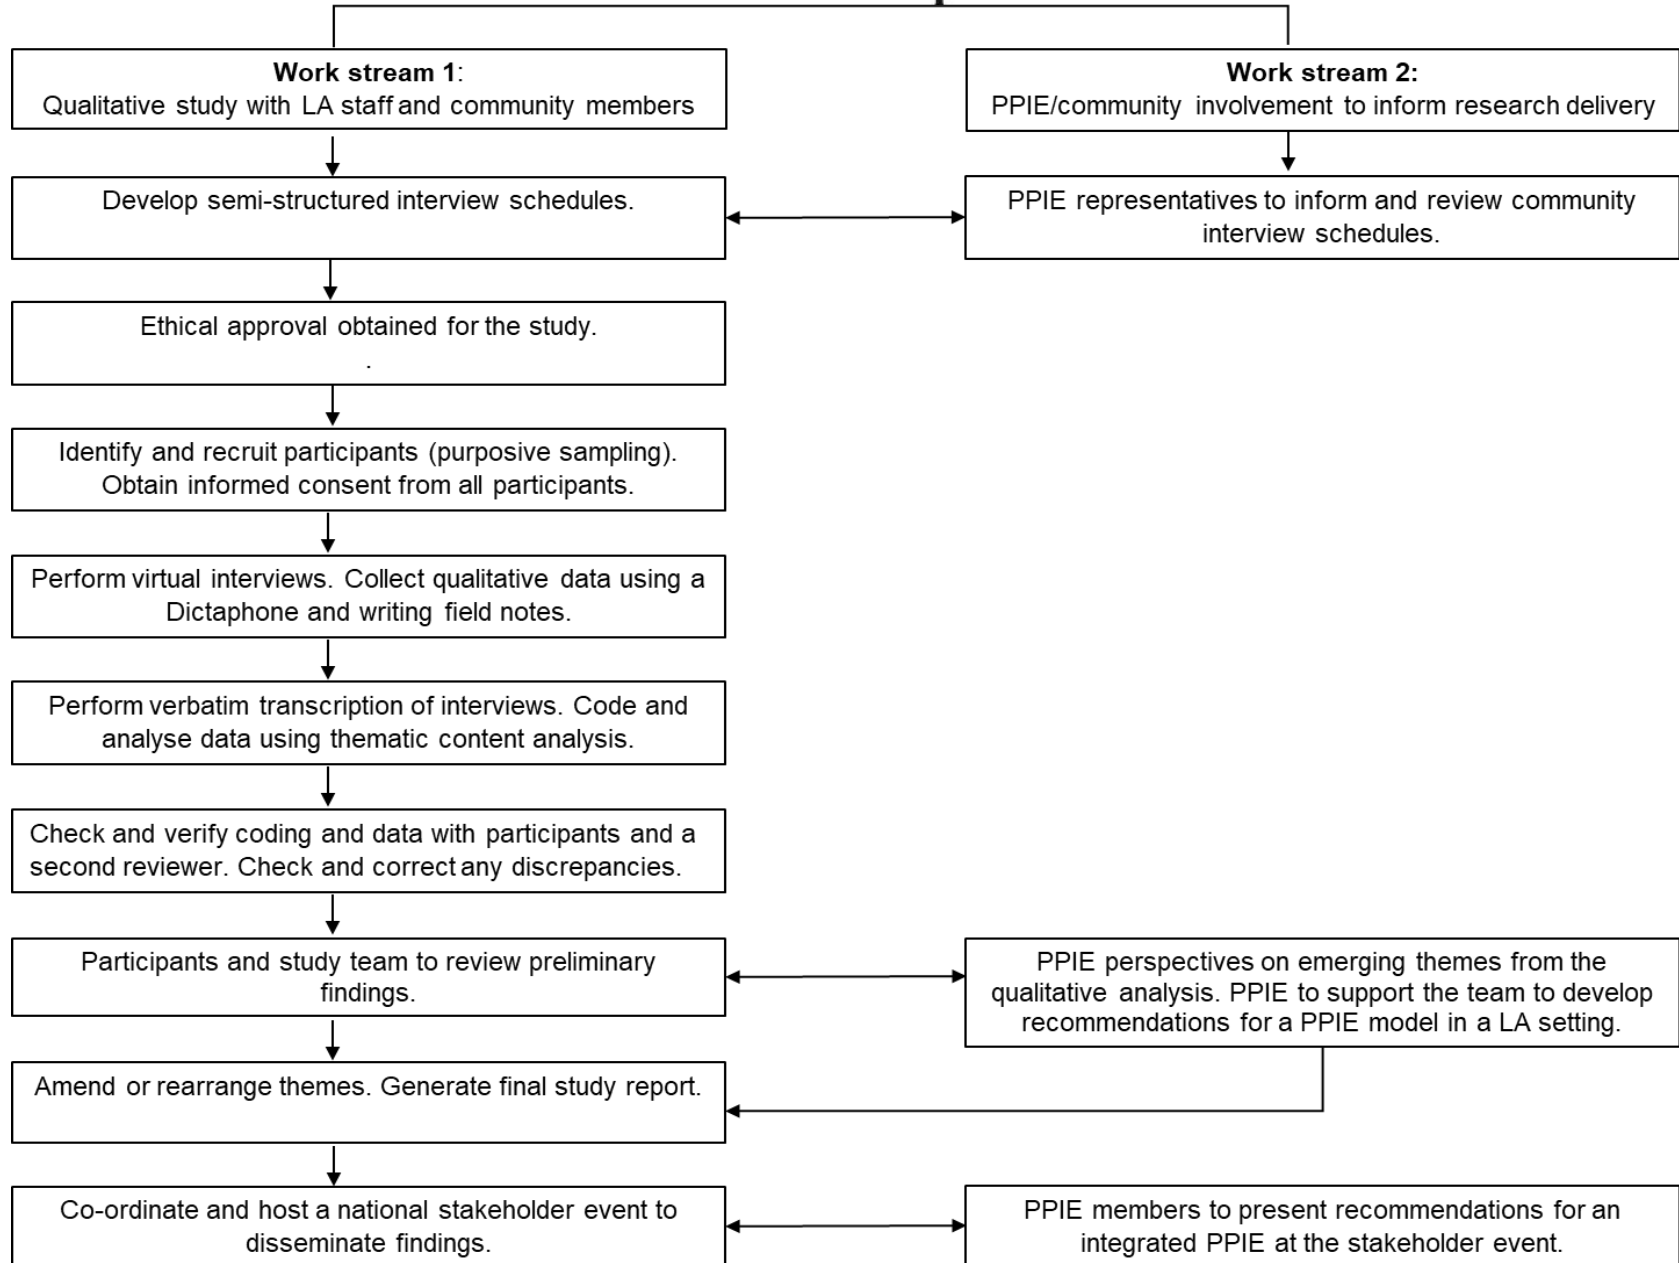 Work stream 1:
Qualitative study with LA staff and community members
Work stream 2:
PPIE/community involvement to inform research delivery
Develop semi-structured interview schedules.
PPIE representatives to inform and review community
interview schedules.
Ethical approval obtained for the study.
.
Identify and recruit participants (purposive sampling).
Obtain informed consent from all participants.
Perform virtual interviews. Collect qualitative data using a
Dictaphone and writing field notes.
Perform verbatim transcription of interviews. Code and
analyse data using thematic content analysis.
Check and verify coding and data with participants and a
second reviewer. Check and correct any discrepancies.
Participants and study team to review preliminary
findings.
PPIE perspectives on emerging themes from the
qualitative analysis. PPIE to support the team to develop
recommendations for a PPIE model in a LA setting.
Amend or rearrange themes. Generate final study report.
Co-ordinate and host a national stakeholder event to
disseminate findings.
PPIE members to present recommendations for an
integrated PPIE at the stakeholder event.